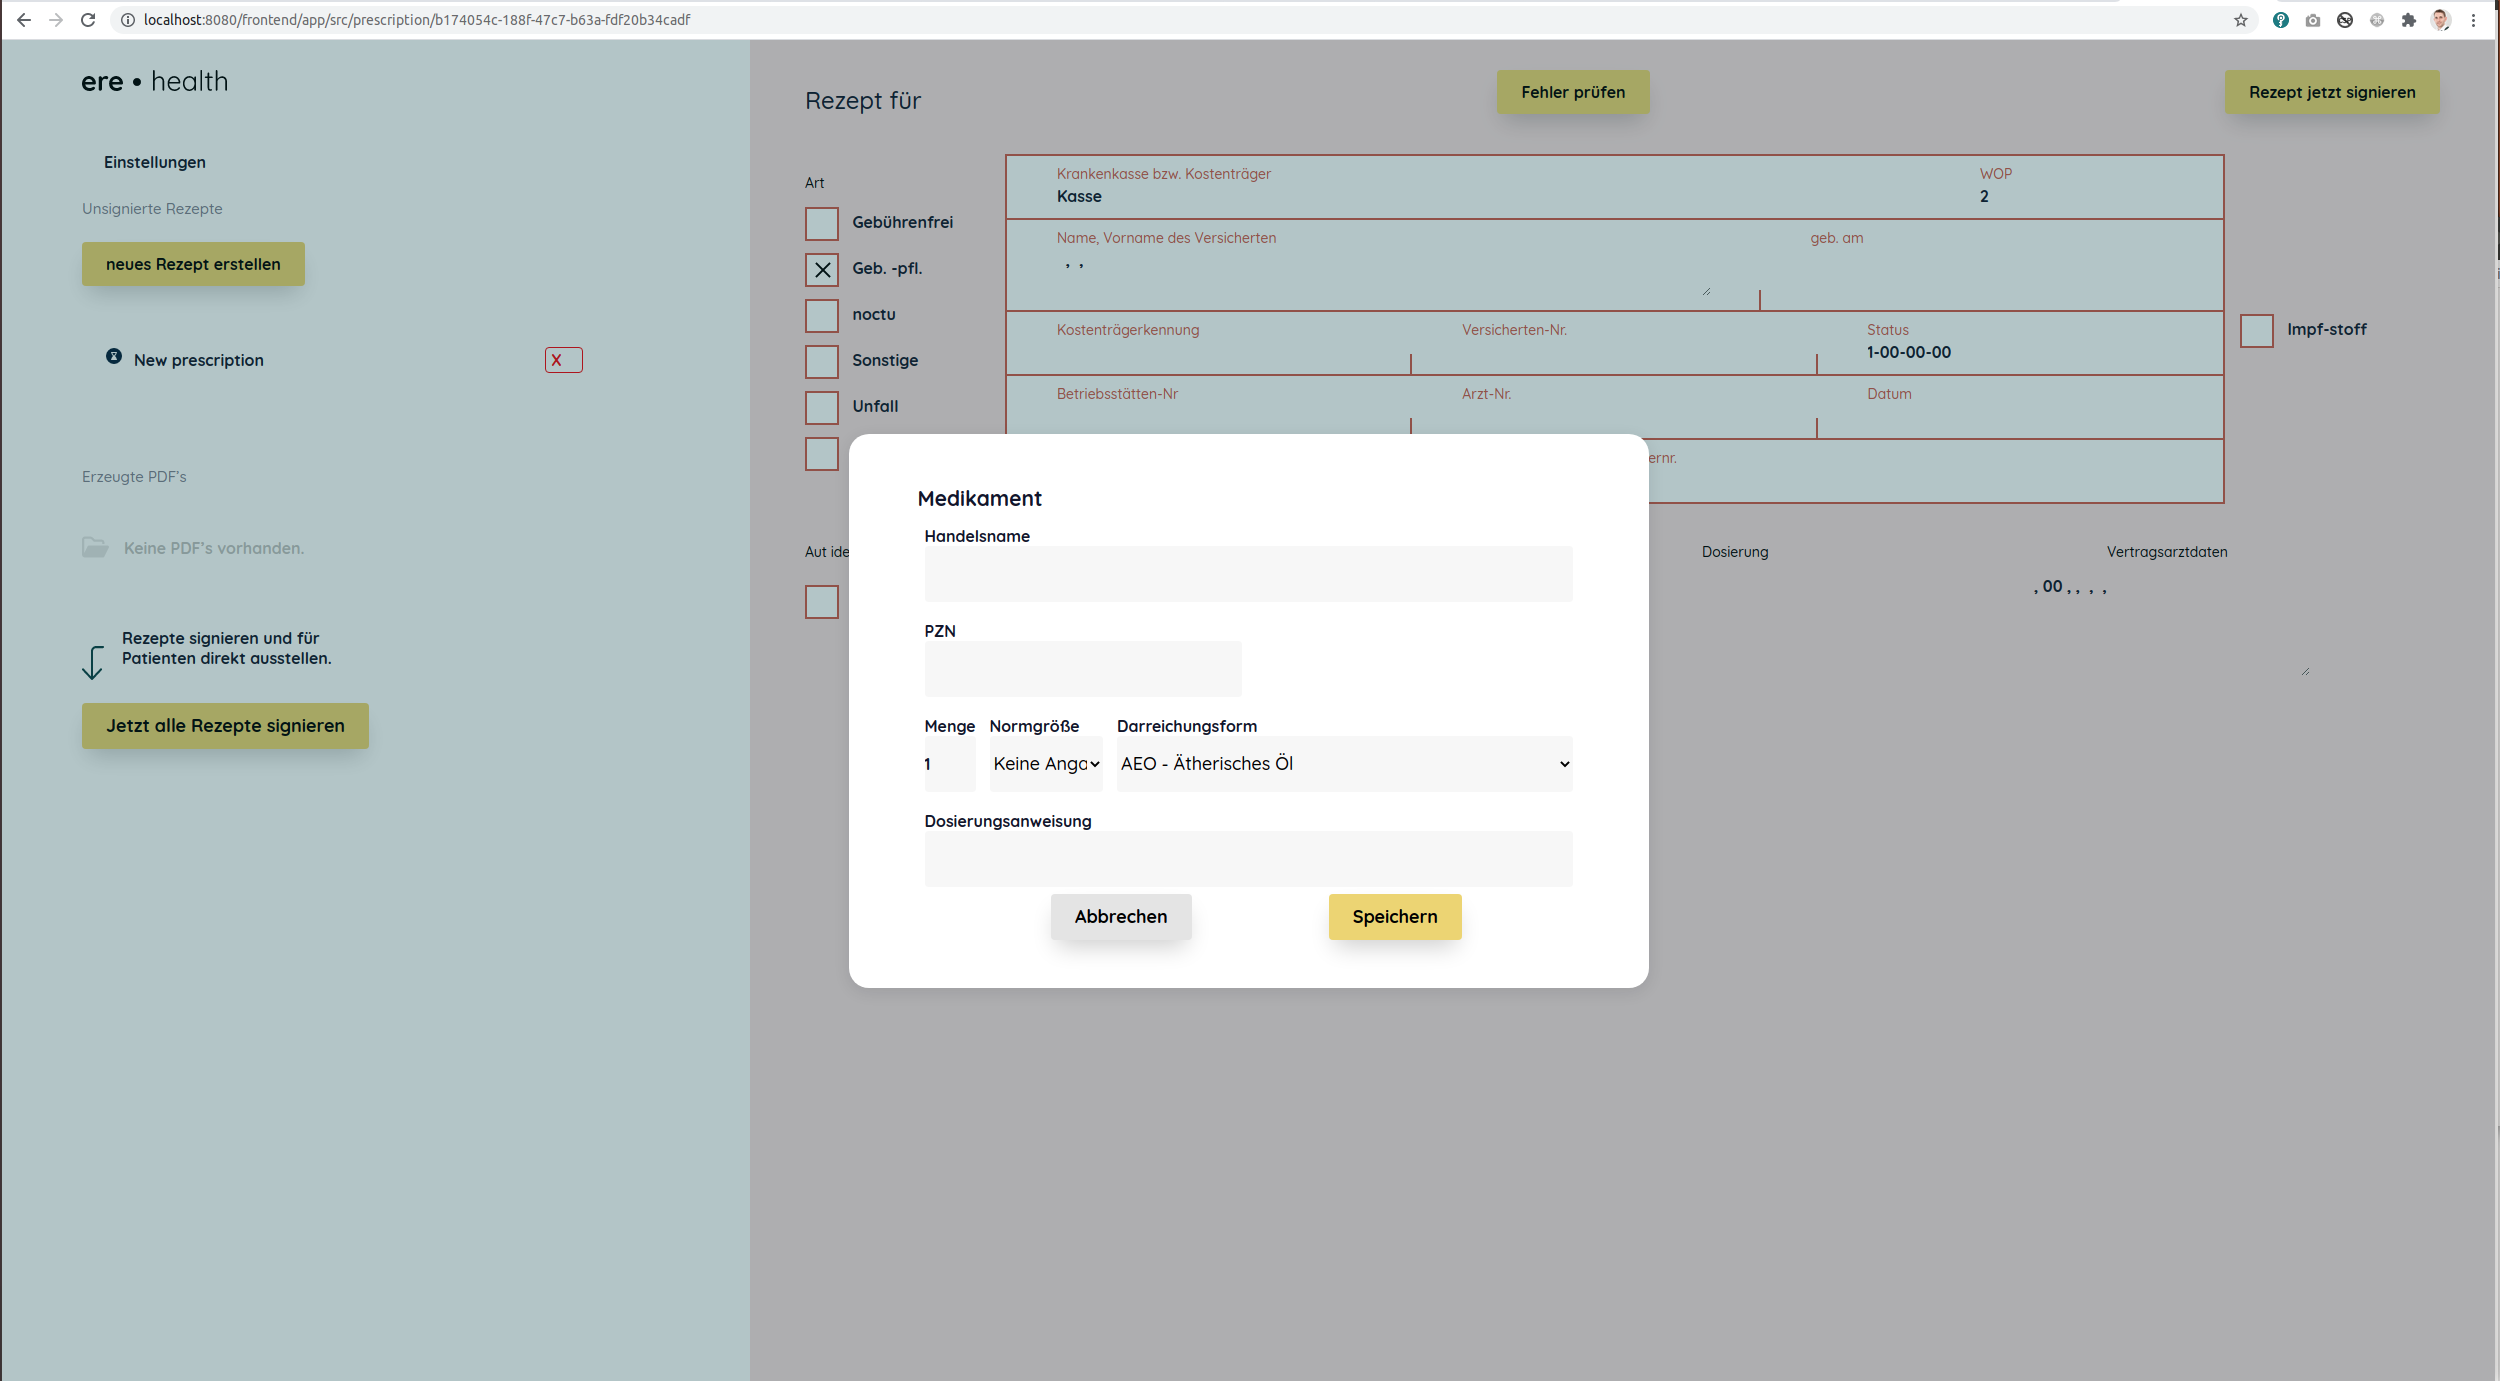 localhost:8080/frontend/app/src/prescription/b174054c-188f-47c7-b63a-fdf20b34cadf
ere • health
Einstellungen
Unsignierte Rezepte
neues Rezept erstellen
New prescription
X
Erzeugte PDF's
Keine PDF's vorhanden.
Rezepte signieren und für
Patienten direkt ausstellen.
Jetzt alle Rezepte signieren
Rezept für
Fehler prüfen
Rezept jetzt signieren
Art
Gebührenfrei
Geb. -pfl.
noctu
Sonstige
Unfall
Krankenkasse bzw. Kostenträger
WOP
Kasse
2
Name, Vorname des Versicherten
geb. am
, ,
Kostenträgerkennung
Versicherten-Nr.
Status
1-00-00-00
Betriebsstätten-Nr
Arzt-Nr.
Datum
ernr.
Impf-stoff
Aut ide
Dosierung
Vertragsarztdaten
, 00 , , , ,
Medikament
Handelsname
PZN
Menge
Normgröße
Darreichungsform
1
Keine Anga
AEO - Ätherisches Öl
Dosierungsanweisung
Abbrechen
Speichern